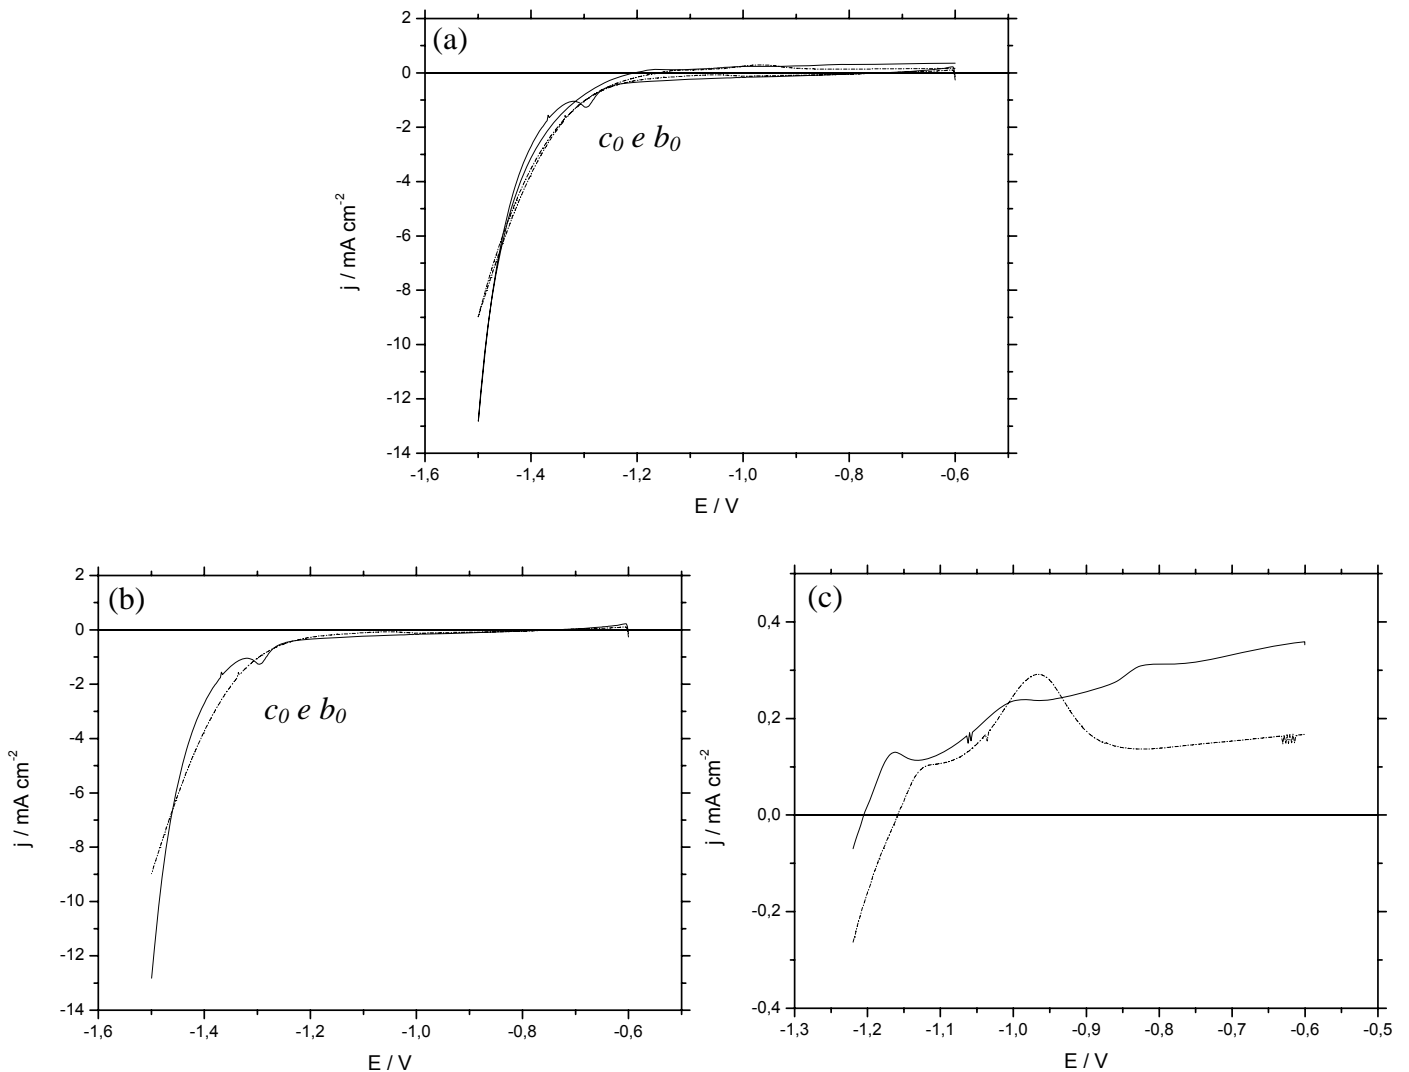 (a)
2
0
-2
-4
-6
-8
-10
-12
-14
c0 e b0
j / mA cm-2
-1,6 -1,4 -1,2 -1,0 -0,8 -0,6
E / V
(b)
2
0
-2
-4
-6
-8
-10
-12
-14
c0 e b0
j / mA cm-2
-1,6 -1,4 -1,2 -1,0 -0,8 -0,6
E / V
(c)
0,4
0,2
0,0
-0,2
-0,4
j / mA cm-2
-1,3 -1,2 -1,1 -1,0 -0,9 -0,8 -0,7 -0,6 -0,5
E / V